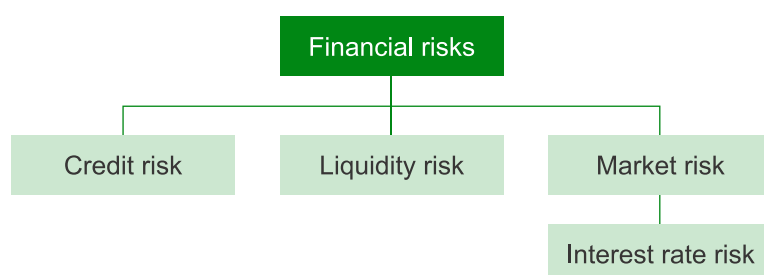 Financial risks
Credit risk
Liquidity risk
Market risk
Interest rate risk